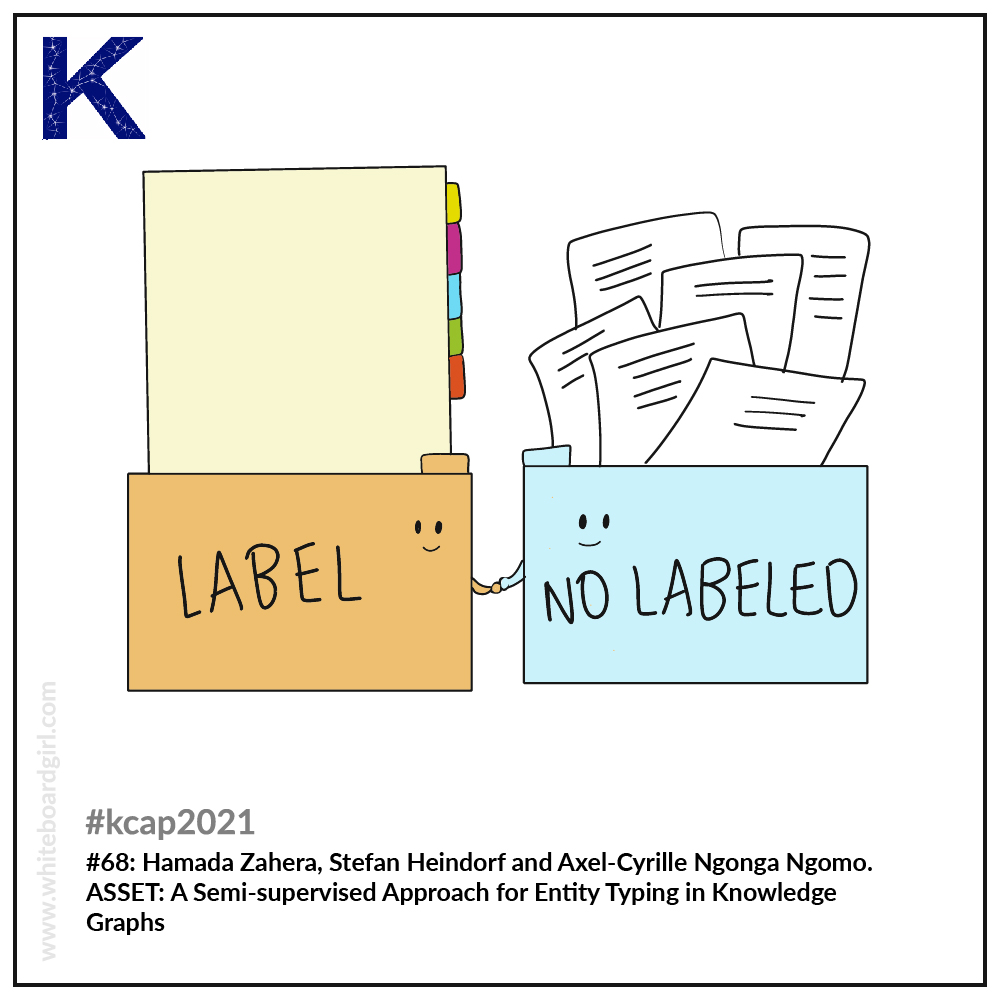 K
LABEL
NO LABELED
www.whiteboardgirl.com
#kcap2021
#68: Hamada Zahera, Stefan Heindorf and Axel-Cyrille Ngonga Ngomo.
ASSET: A Semi-supervised Approach for Entity Typing in Knowledge
Graphs